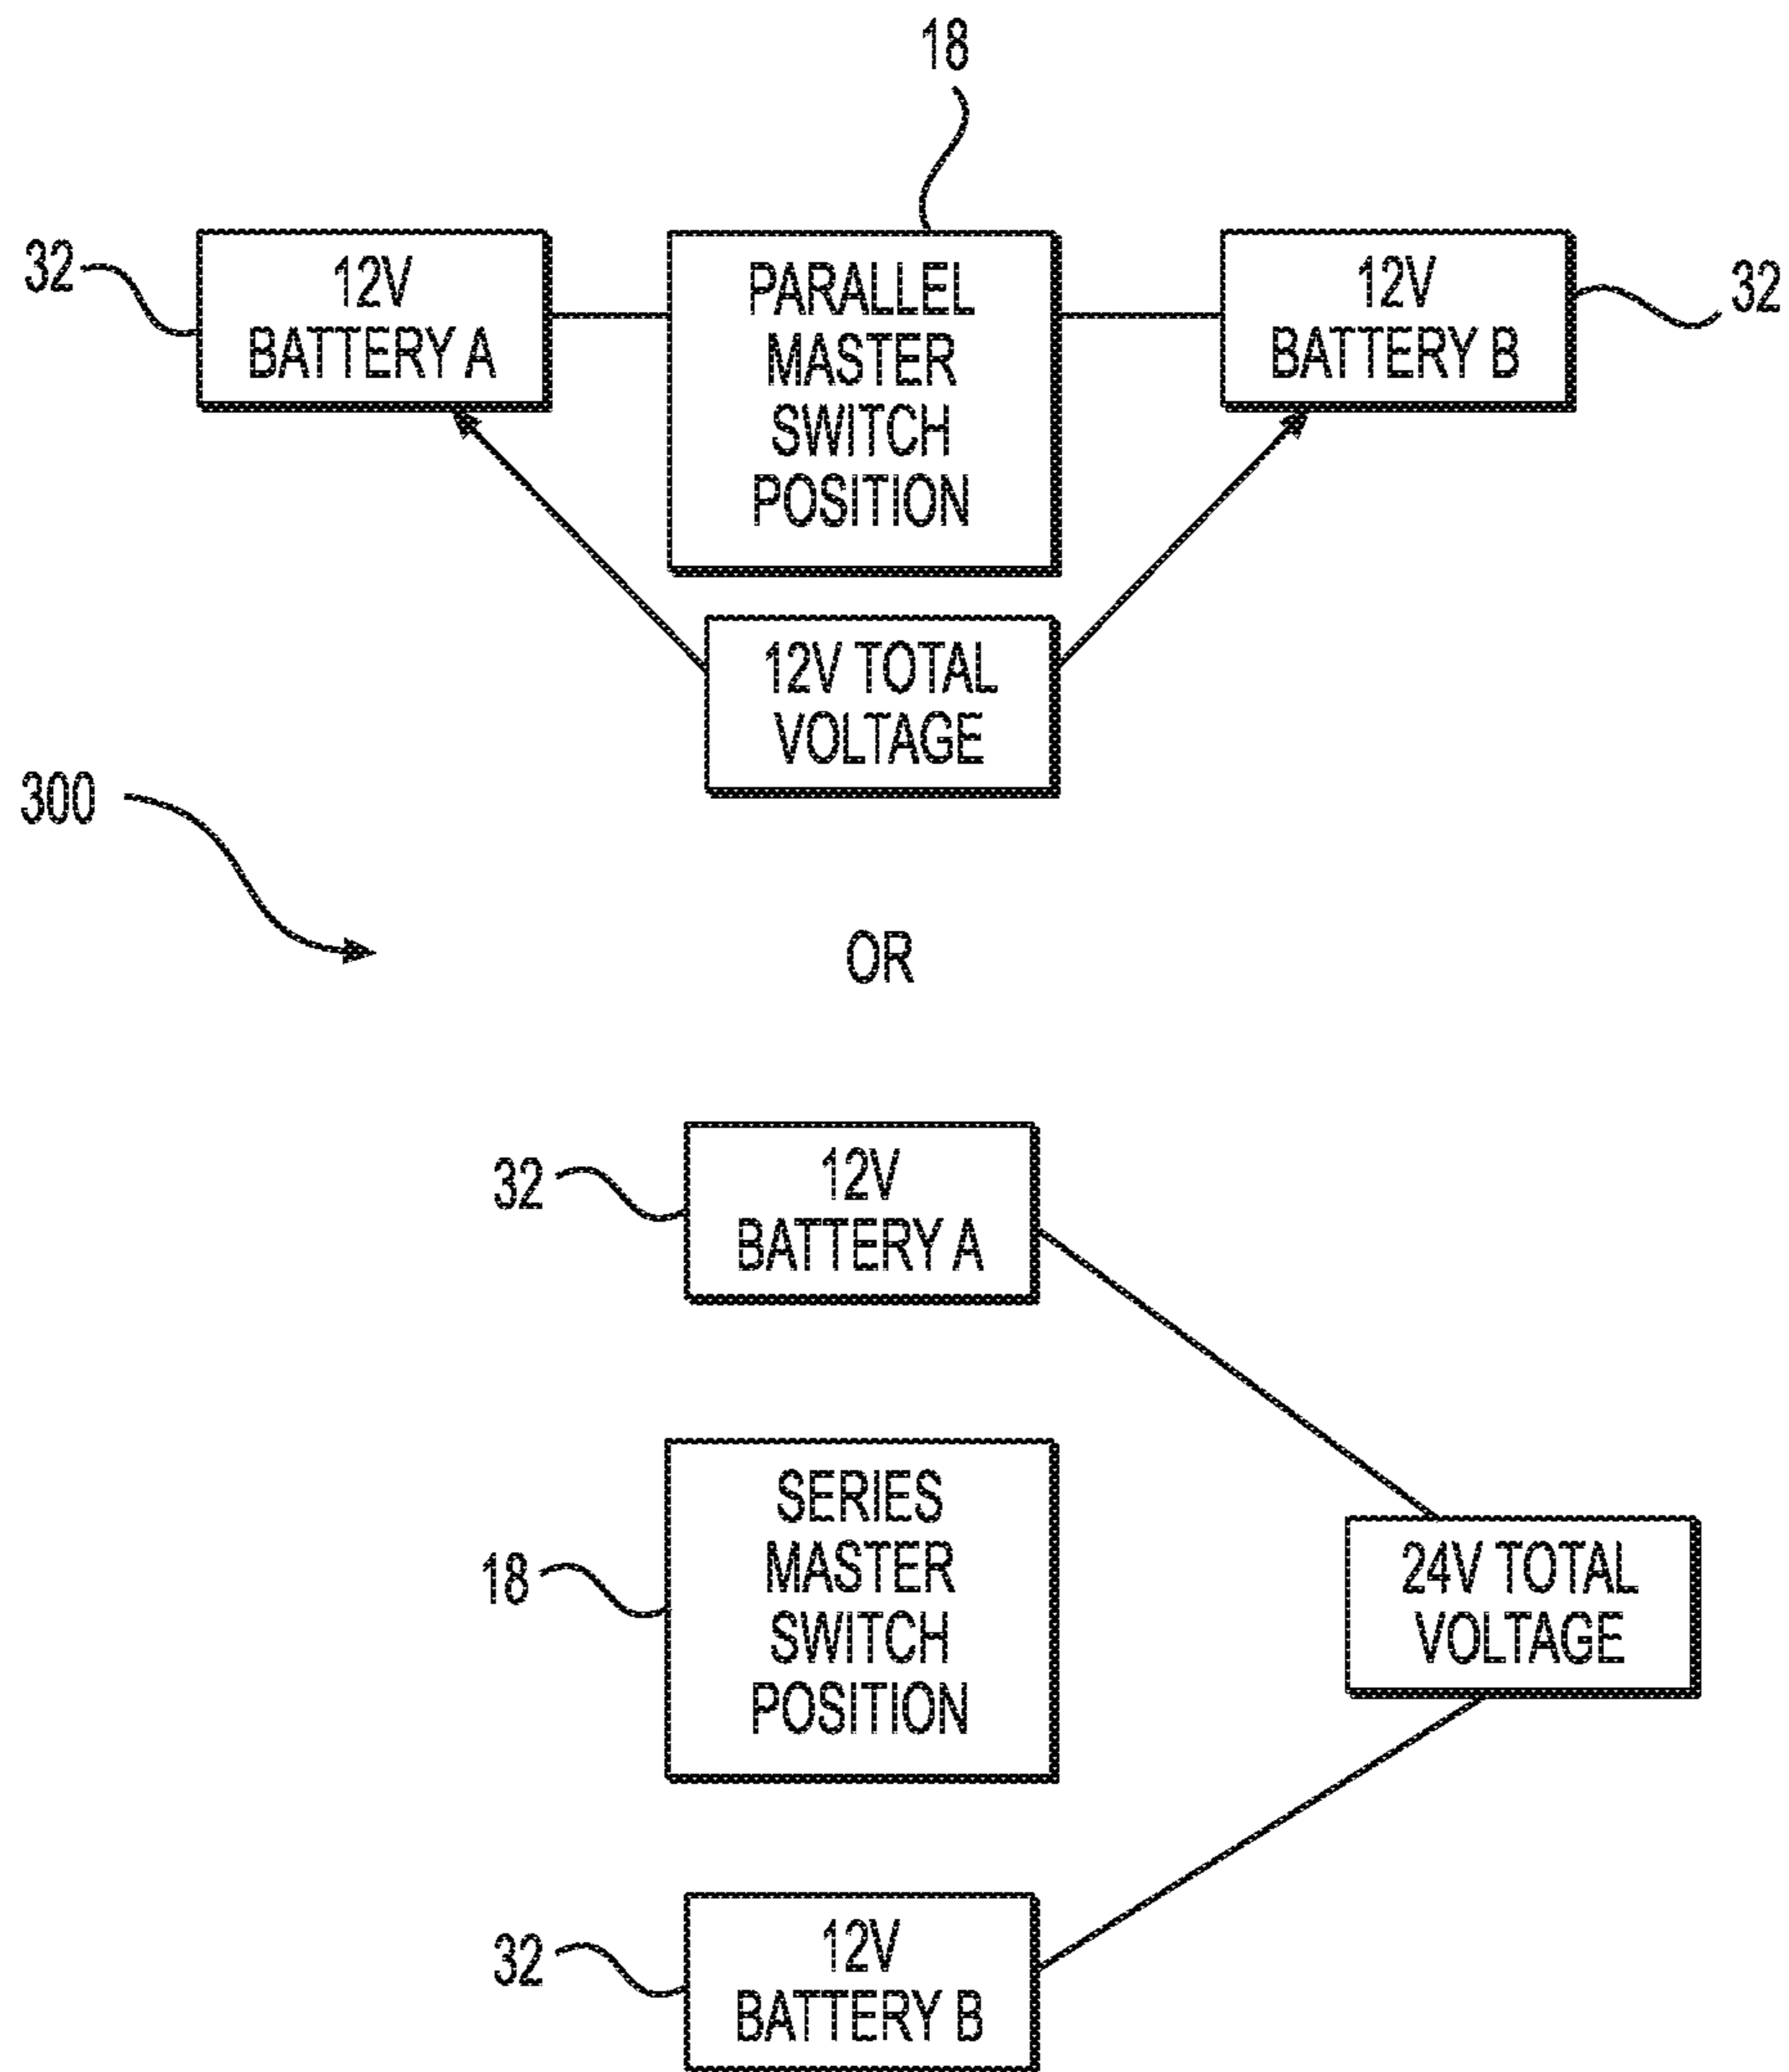 18
32
12V
BATTERY A
PARALLEL
MASTER
SWITCH
POSITION
12V
BATTERY B
32
12V TOTAL
VOLTAGE
300
OR
32
12V
BATTERY A
SERIES
MASTER
SWITCH
POSITION
18
24V TOTAL
VOLTAGE
32
12V
BATTERY B